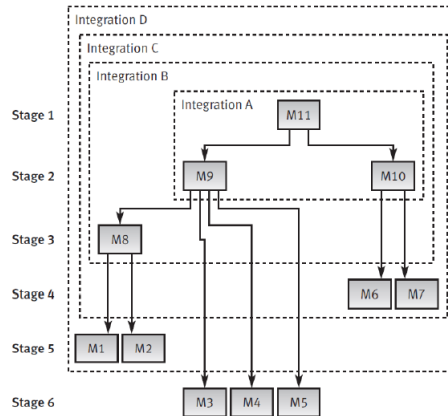 Integration D
Integration C
Integration B
Integration A
Stage 1
M11
Stage 2
M9
M10
Stage 3
M8
Stage 4
M6
M7
Stage 5
M1
M2
Stage 6
M3
M4
M5